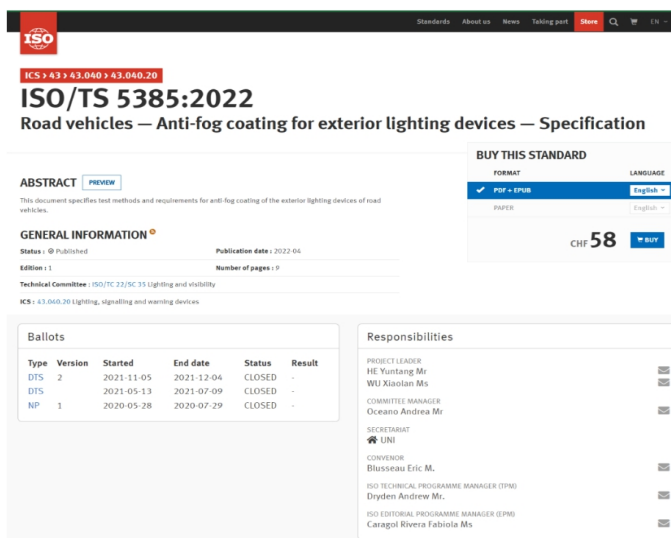 Standards About us News Taking part Store EN
ISO
ICS > 43 > 43.040 > 43.040.20
ISO/TS 5385:2022
Road vehicles — Anti-fog coating for exterior lighting devices — Specification
ABSTRACT PREVIEW
This document specifies test methods and requirements for anti-fog coating of the exterior lighting devices of road
vehicles.
GENERAL INFORMATION
Status : Published Publication date : 2022-04
Edition : 1 Number of pages : 9
Technical Committee : ISO/TC 22/SC 35 Lighting and visibility
ICS : 43.040.20 Lighting, signalling and warning devices
BUY THIS STANDARD
FORMAT LANGUAGE
PDF + EPUB English
PAPER English
CHF 58 BUY
Ballots
Type Version Started End date Status Result
DTS 2 2021-11-05 2021-12-04 CLOSED -
DTS 2021-05-13 2021-07-09 CLOSED -
NP 1 2020-05-28 2020-07-29 CLOSED -
Responsibilities
PROJECT LEADER
HE Yuntang Mr
WU Xiaolan Ms
COMMITTEE MANAGER
Oceano Andrea Mr
SECRETARIAT
UNI
CONVENOR
Blusseau Eric M.
ISO TECHNICAL PROGRAMME MANAGER (TPM)
Dryden Andrew Mr.
ISO EDITORIAL PROGRAMME MANAGER (EPM)
Caragol Rivera Fabiola Ms